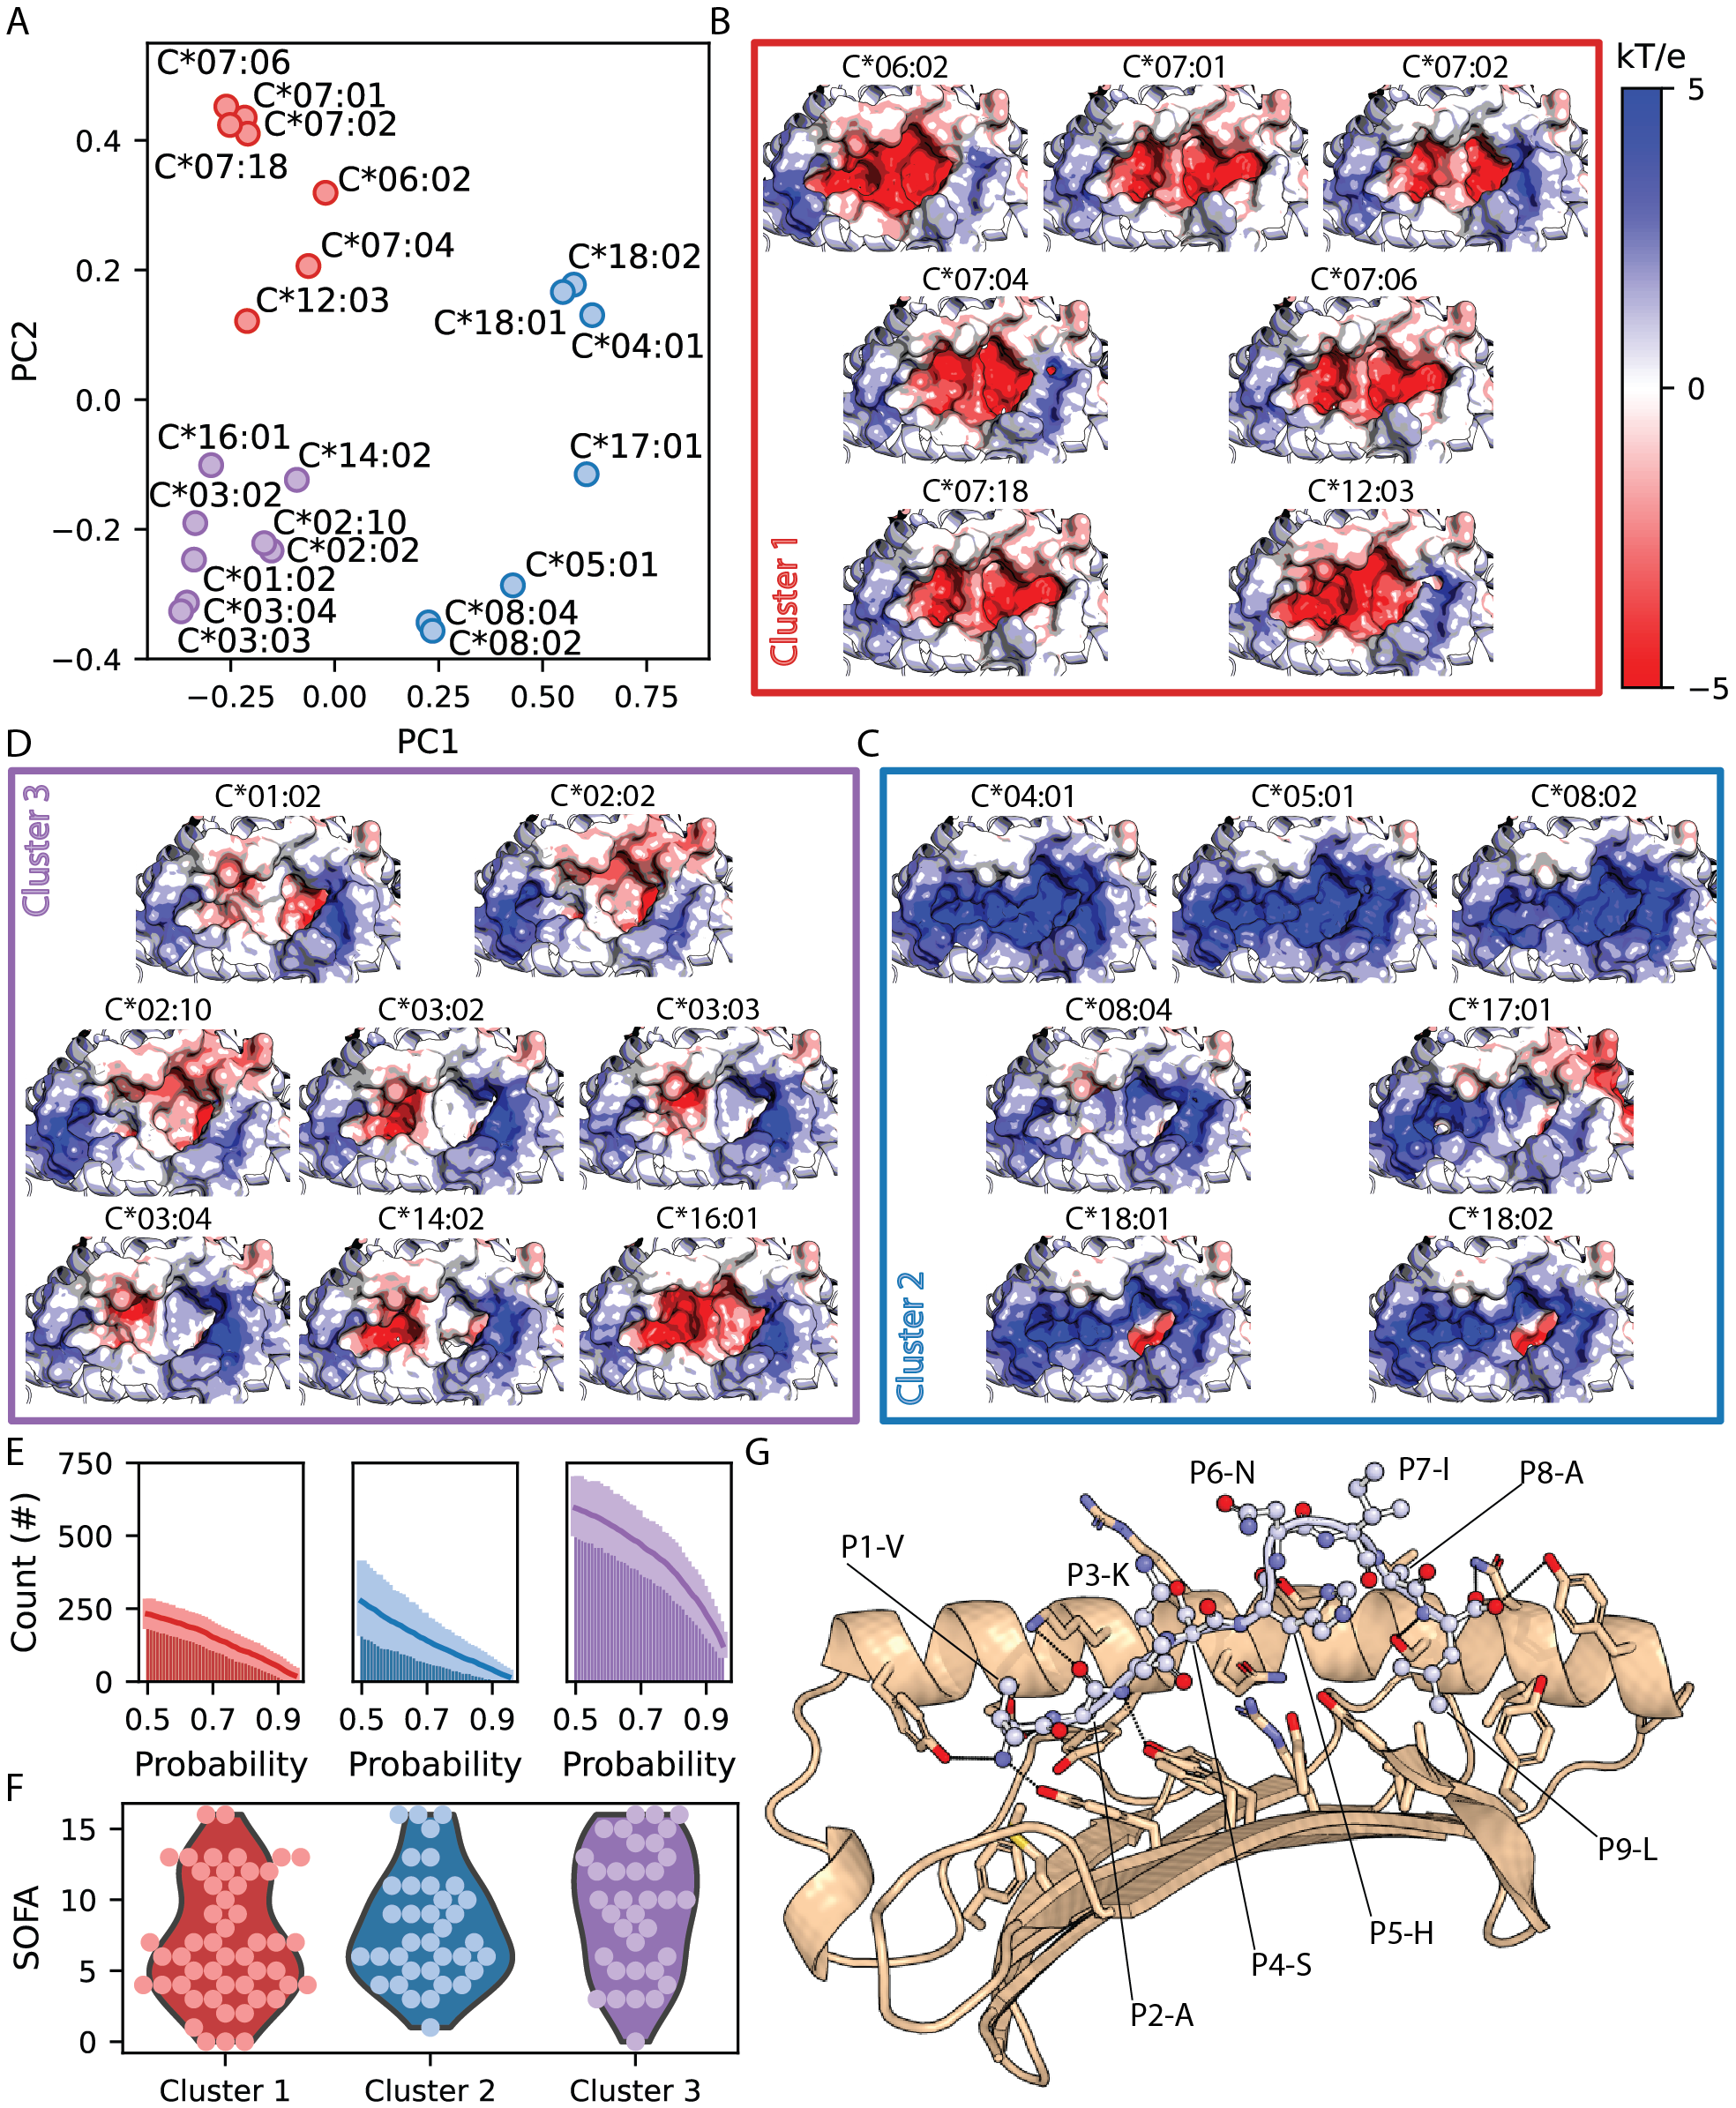 A
C*07:06
C*07:01
C*07:02
C*07:18
C*06:02
C*07:04
C*12:03
C*18:02
C*18:01
C*04:01
C*16:01
C*14:02
C*17:01
C*03:02
C*02:10
C*02:02
C*01:02
C*03:04
C*03:03
C*05:01
C*08:04
C*08:02
0.4
0.2
0.0
−0.2
−0.4
PC2
−0.25 0.00 0.25 0.50 0.75
PC1
B
C*06:02 C*07:01 C*07:02
C*07:04 C*07:06
C*07:18 C*12:03
Cluster 1
kT/e
5
0
−5
D
Cluster 3
C*01:02 C*02:02
C*02:10 C*03:02 C*03:03
C*03:04 C*14:02 C*16:01
C
C*04:01 C*05:01 C*08:02
C*08:04 C*17:01
C*18:01 C*18:02
Cluster 2
E
750
500
250
0
Count (#)
0.5 0.7 0.9 0.5 0.7 0.9 0.5 0.7 0.9
Probability Probability Probability
F
15
10
5
0
SOFA
Cluster 1 Cluster 2 Cluster 3
G
P6-N P7-I P8-A
P1-V
P3-K
P9-L
P5-H
P4-S
P2-A